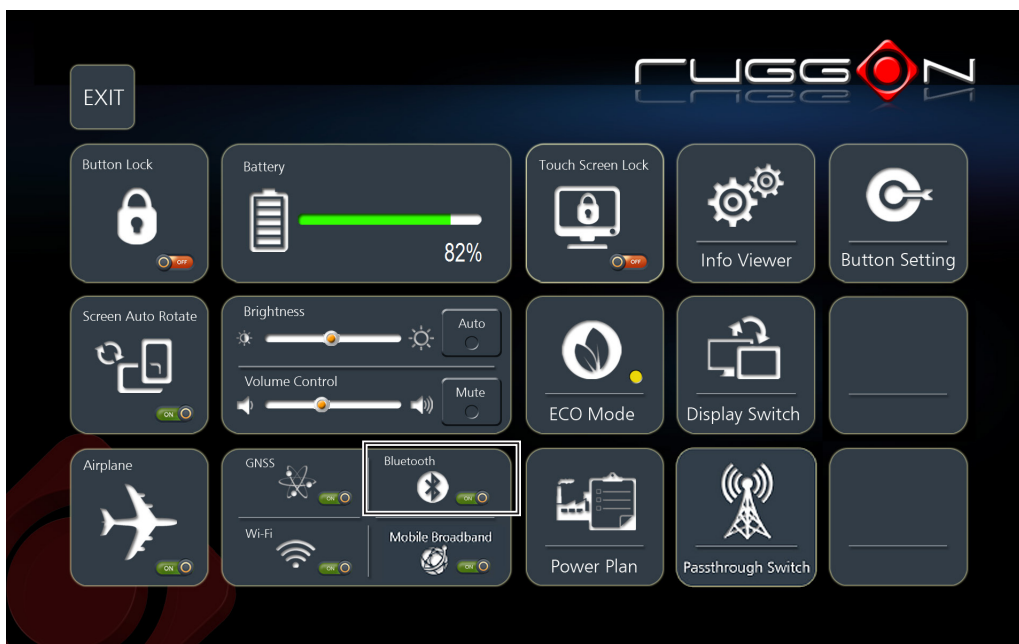 ruggon
EXIT
Button Lock
OFF
Battery
82%
Touch Screen Lock
OFF
Info Viewer
Button Setting
Screen Auto Rotate
ON
Brightness
Auto
Volume Control
Mute
ECO Mode
Display Switch
Airplane
ON
GNSS
ON
Bluetooth
ON
Wi-Fi
ON
Mobile Broadband
ON
Power Plan
Passthrough Switch